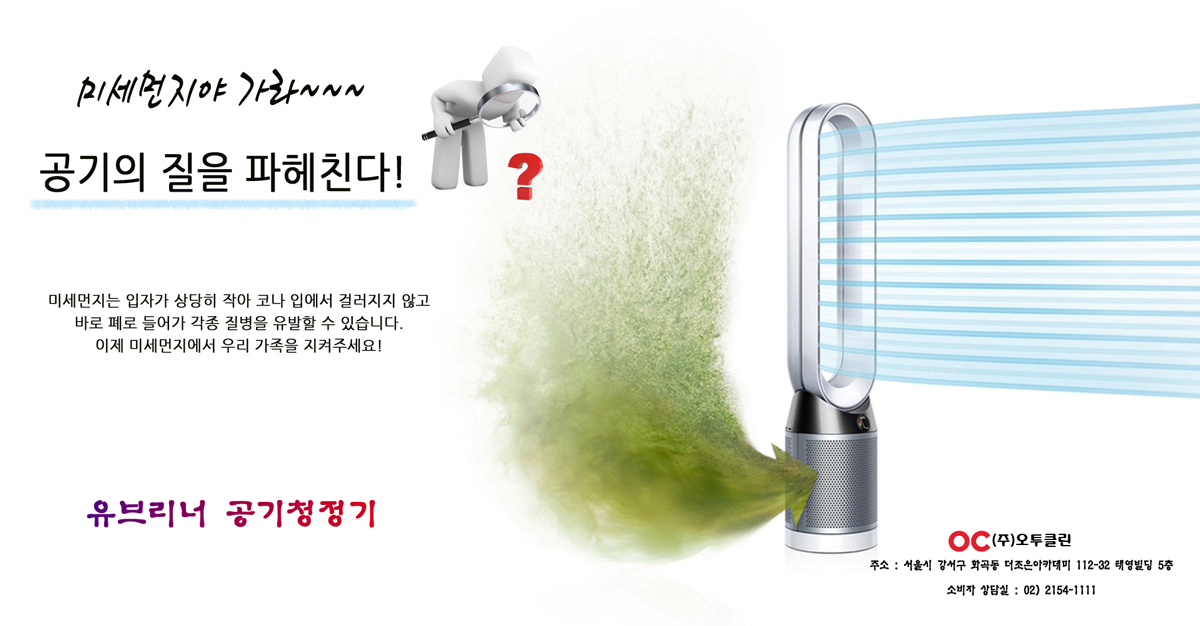 미세먼지야 가라~~~
공기의 질을 파헤친다!
?
미세먼지는 입자가 상당히 작아 코나 입에서 걸러지지 않고
바로 폐로 들어가 각종 질병을 유발할 수 있습니다.
이제 미세먼지에서 우리 가족을 지켜주세요!
유브리너 공기청정기
OC (주)오투클린
주소 : 서울시 강서구 화곡동 더조은아카데미 112-32 태영빌딩 5층
소비자 상담실 : 02) 2154-1111